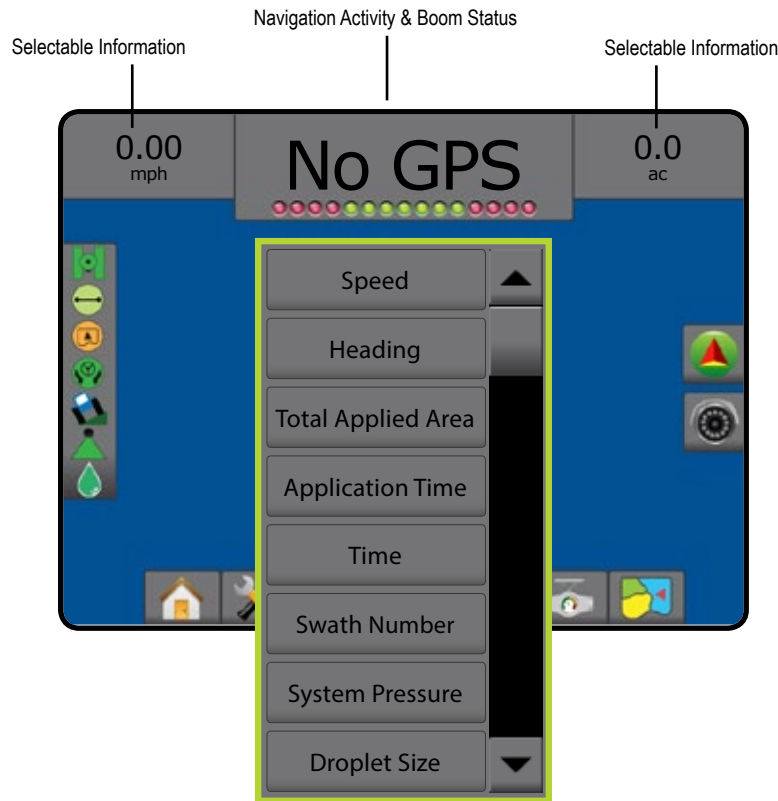 Navigation Activity & Boom Status
Selectable Information
Selectable Information
0.00
mph
No GPS
0.0
ac
Speed
Heading
Total Applied Area
Application Time
Time
Swath Number
System Pressure
Droplet Size